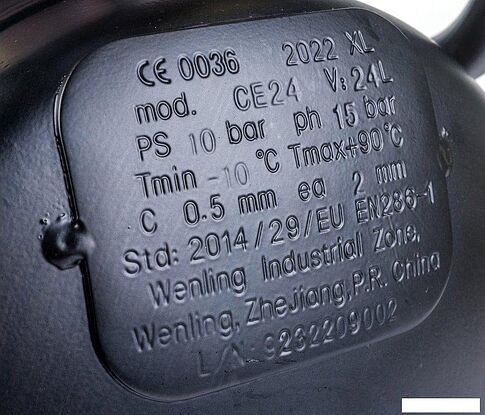 CE 0036 2022 XL
mod. CE24 V: 24L
PS 10 bar ph 15 bar
Tmin -10 °C Tmax+90°C
C 0.5 mm ea 2 mm
Std: 2014/29/EU EN286-1
Wenling Industrial Zone,
Wenling, Zhejiang, P.R. China
L/N: 9232209002